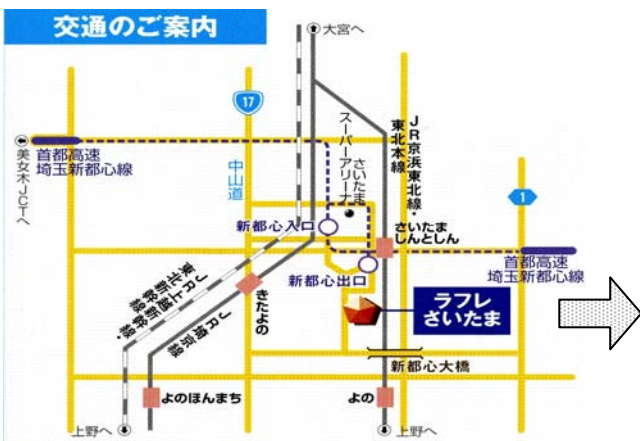 交通のご案内
大宮へ
17
美女木JCTへ
首都高速
埼玉新都心線
中山道
さいたま
スーパーアリーナ
JR京浜東北線・
東北本線
1
新都心入口
さいたま
しんとしん
新都心出口
首都高速
埼玉新都心線
JR上越新幹線・
東北新幹線
きたよの
JR埼京線
ラフレ
さいたま
新都心大橋
よのほんまち
よの
上野へ
上野へ